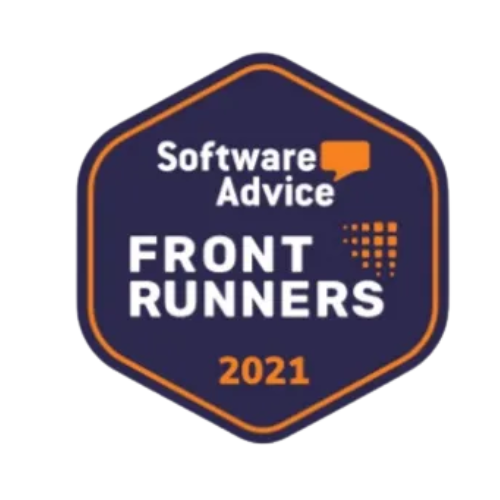 Software
Advice
FRONT
RUNNERS
2021